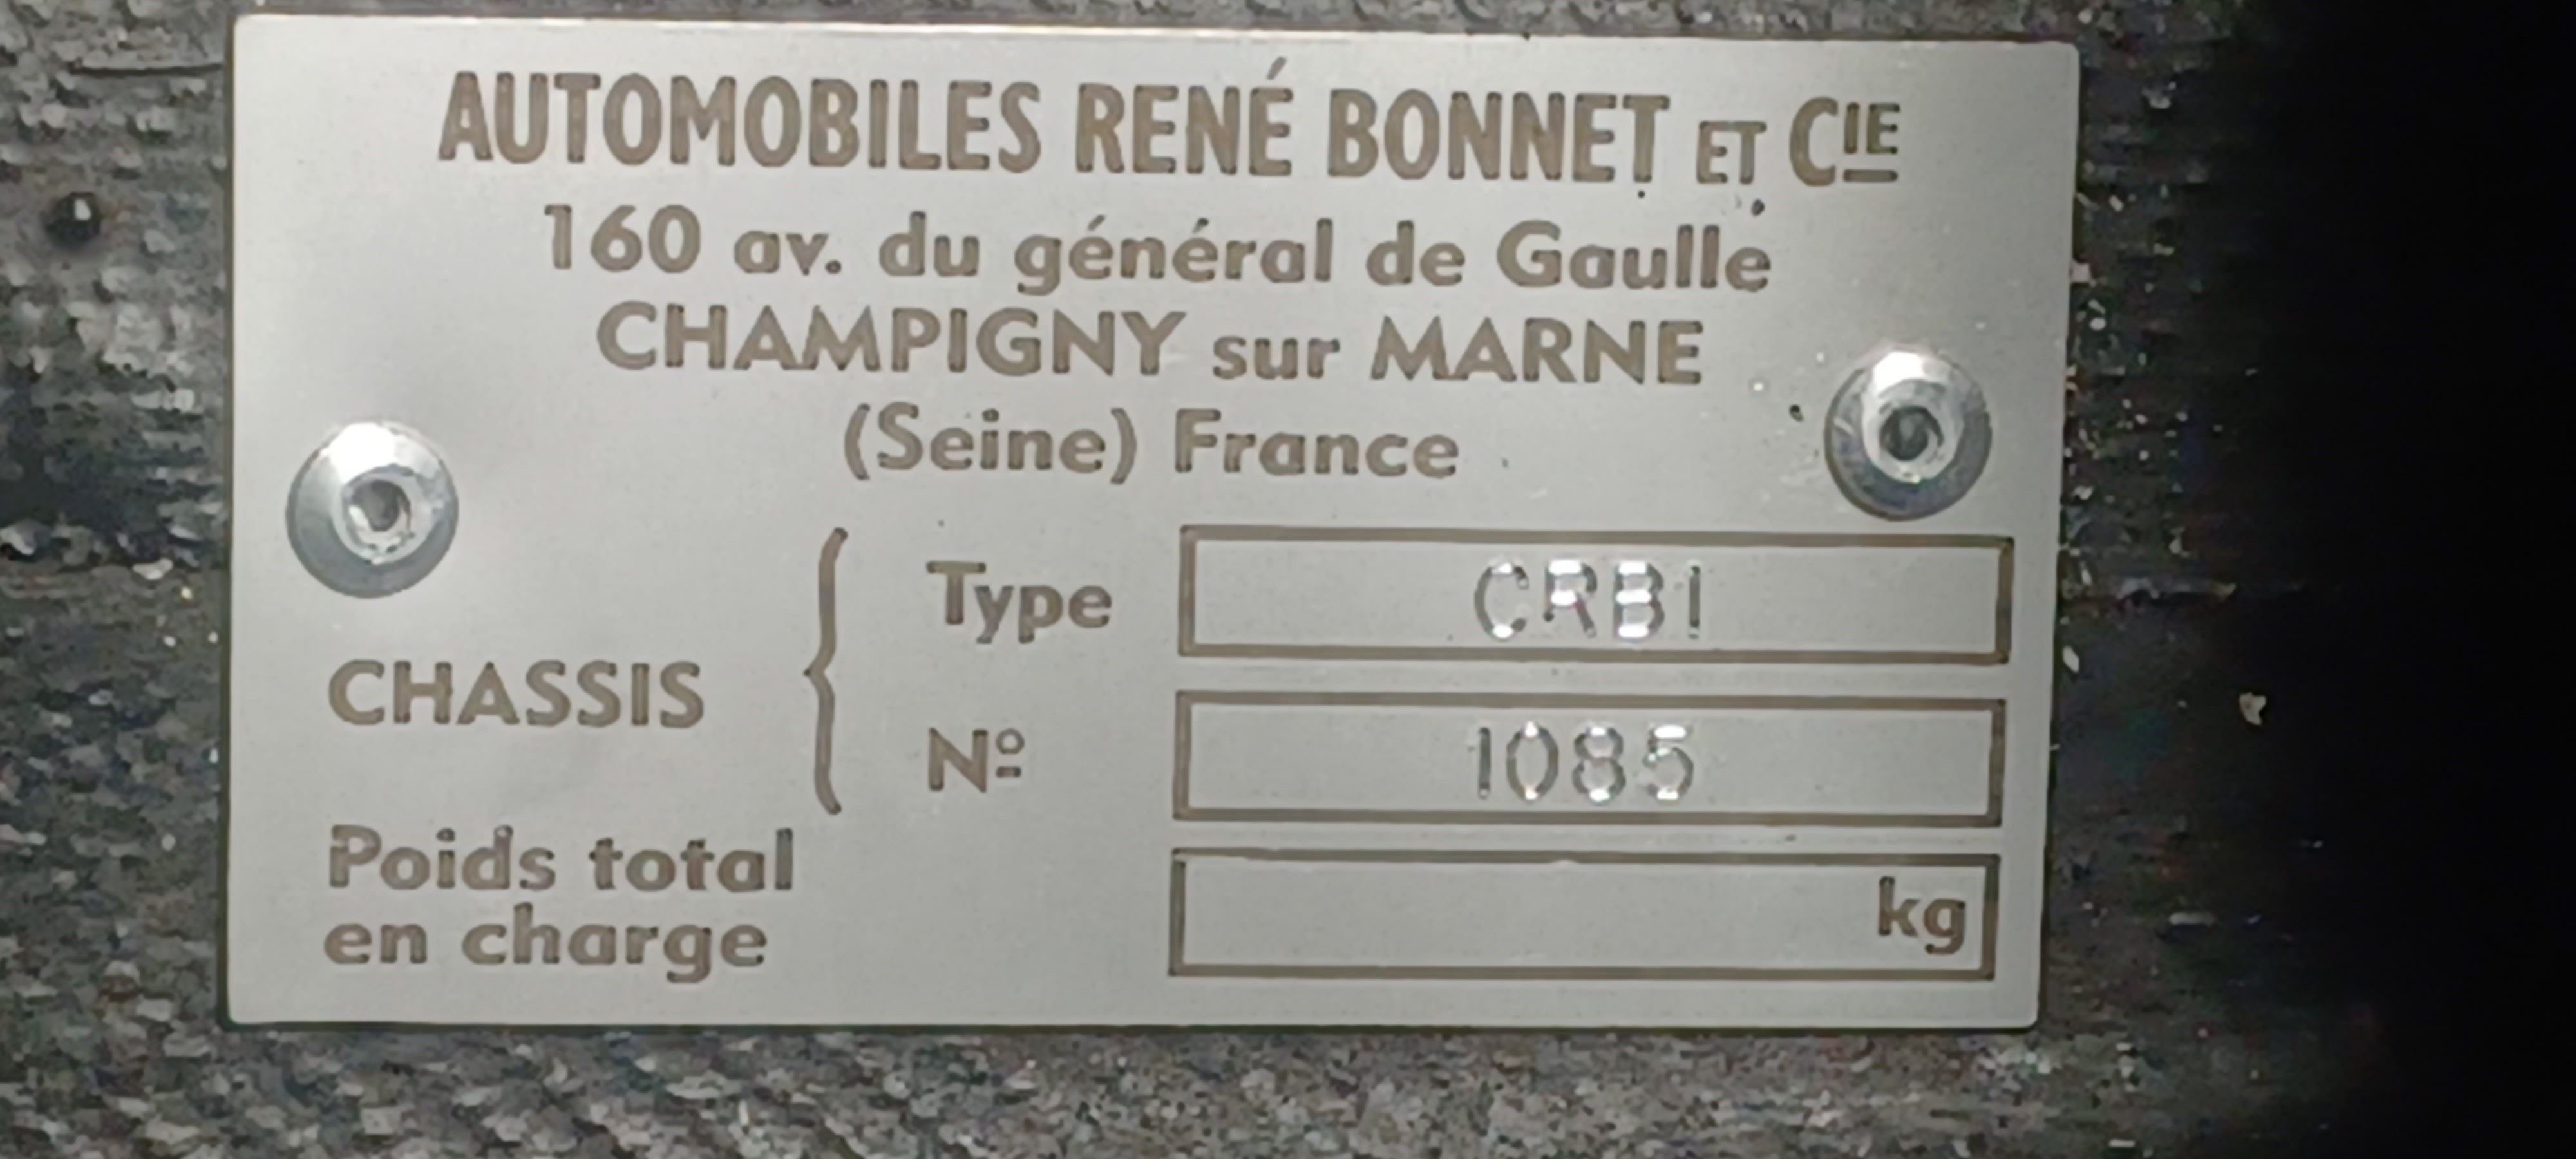 AUTOMOBILES RENÉ BONNET ET CIE
160 av. du général de Gaulle
CHAMPIGNY sur MARNE
(Seine) France
CHASSIS
Type CRB1
Nº 1085
Poids total
en charge
kg